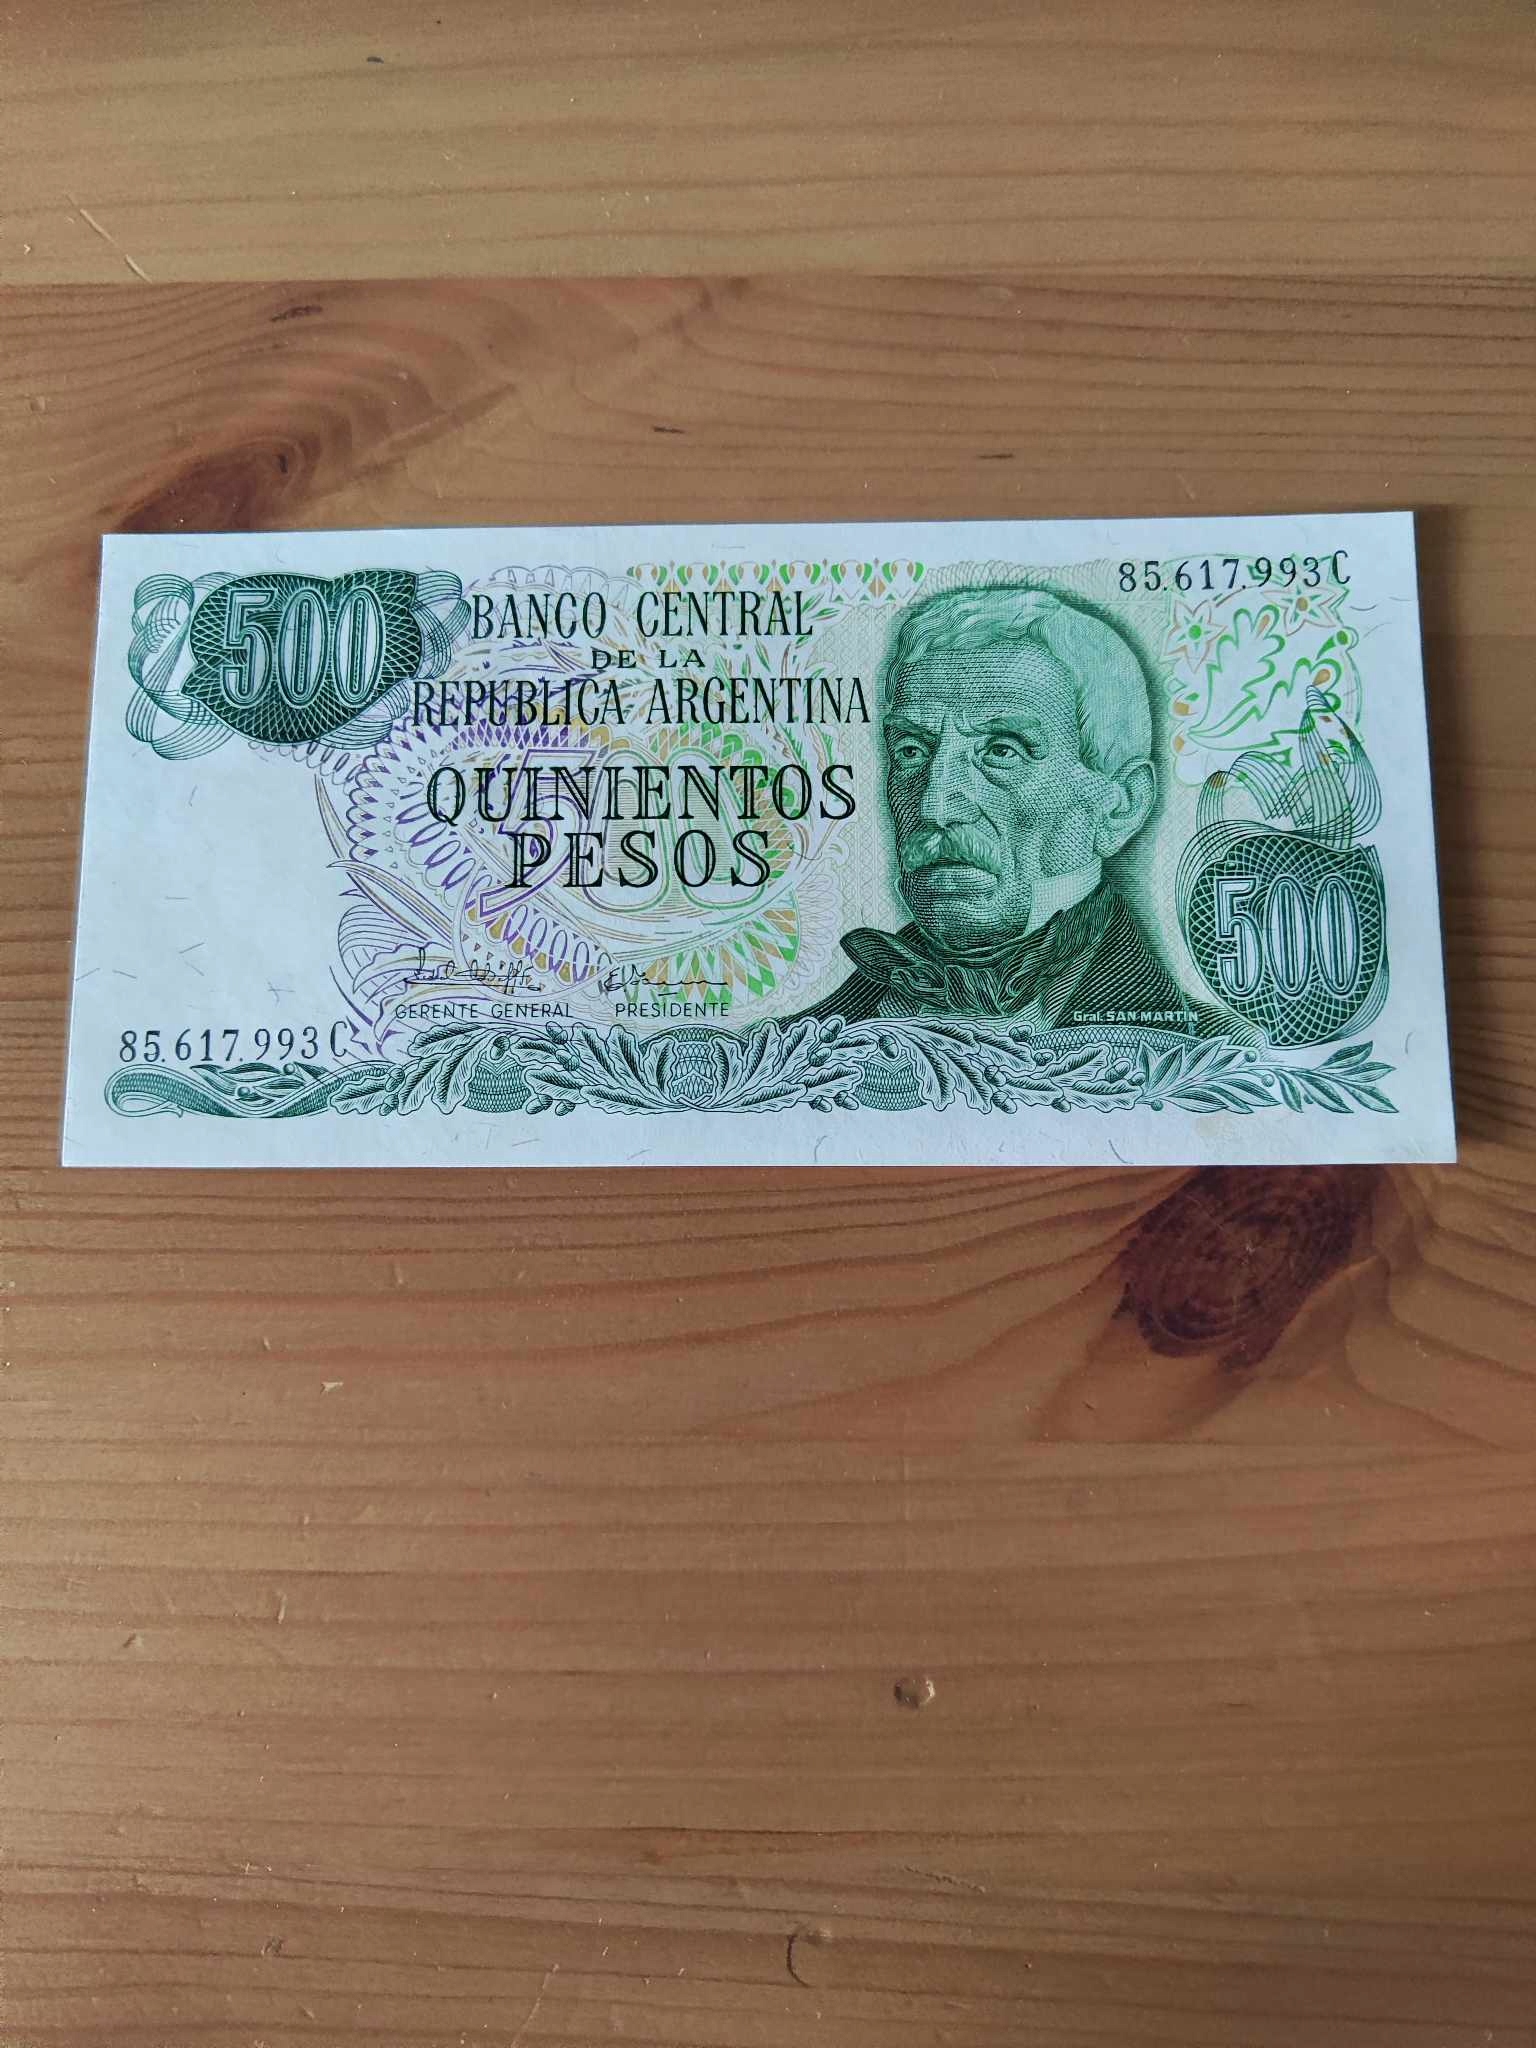 500
85.617.993C
BANCO CENTRAL
DE LA
REPUBLICA ARGENTINA
QUINIENTOS
PESOS
500
500
GERENTE GENERAL PRESIDENTE
Gral. SAN MARTIN
85.617.993C